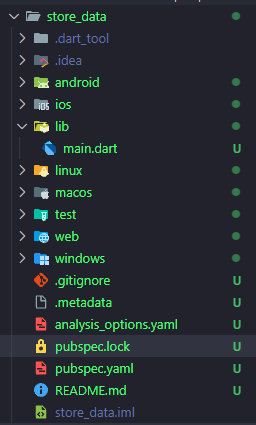 store_data
.dart_tool
.idea
android
iOS ios
lib
main.dart U
linux
macos
test
web
windows
.gitignore U
.metadata U
analysis_options.yaml U
pubspec.lock U
pubspec.yaml U
README.md U
store_data.iml